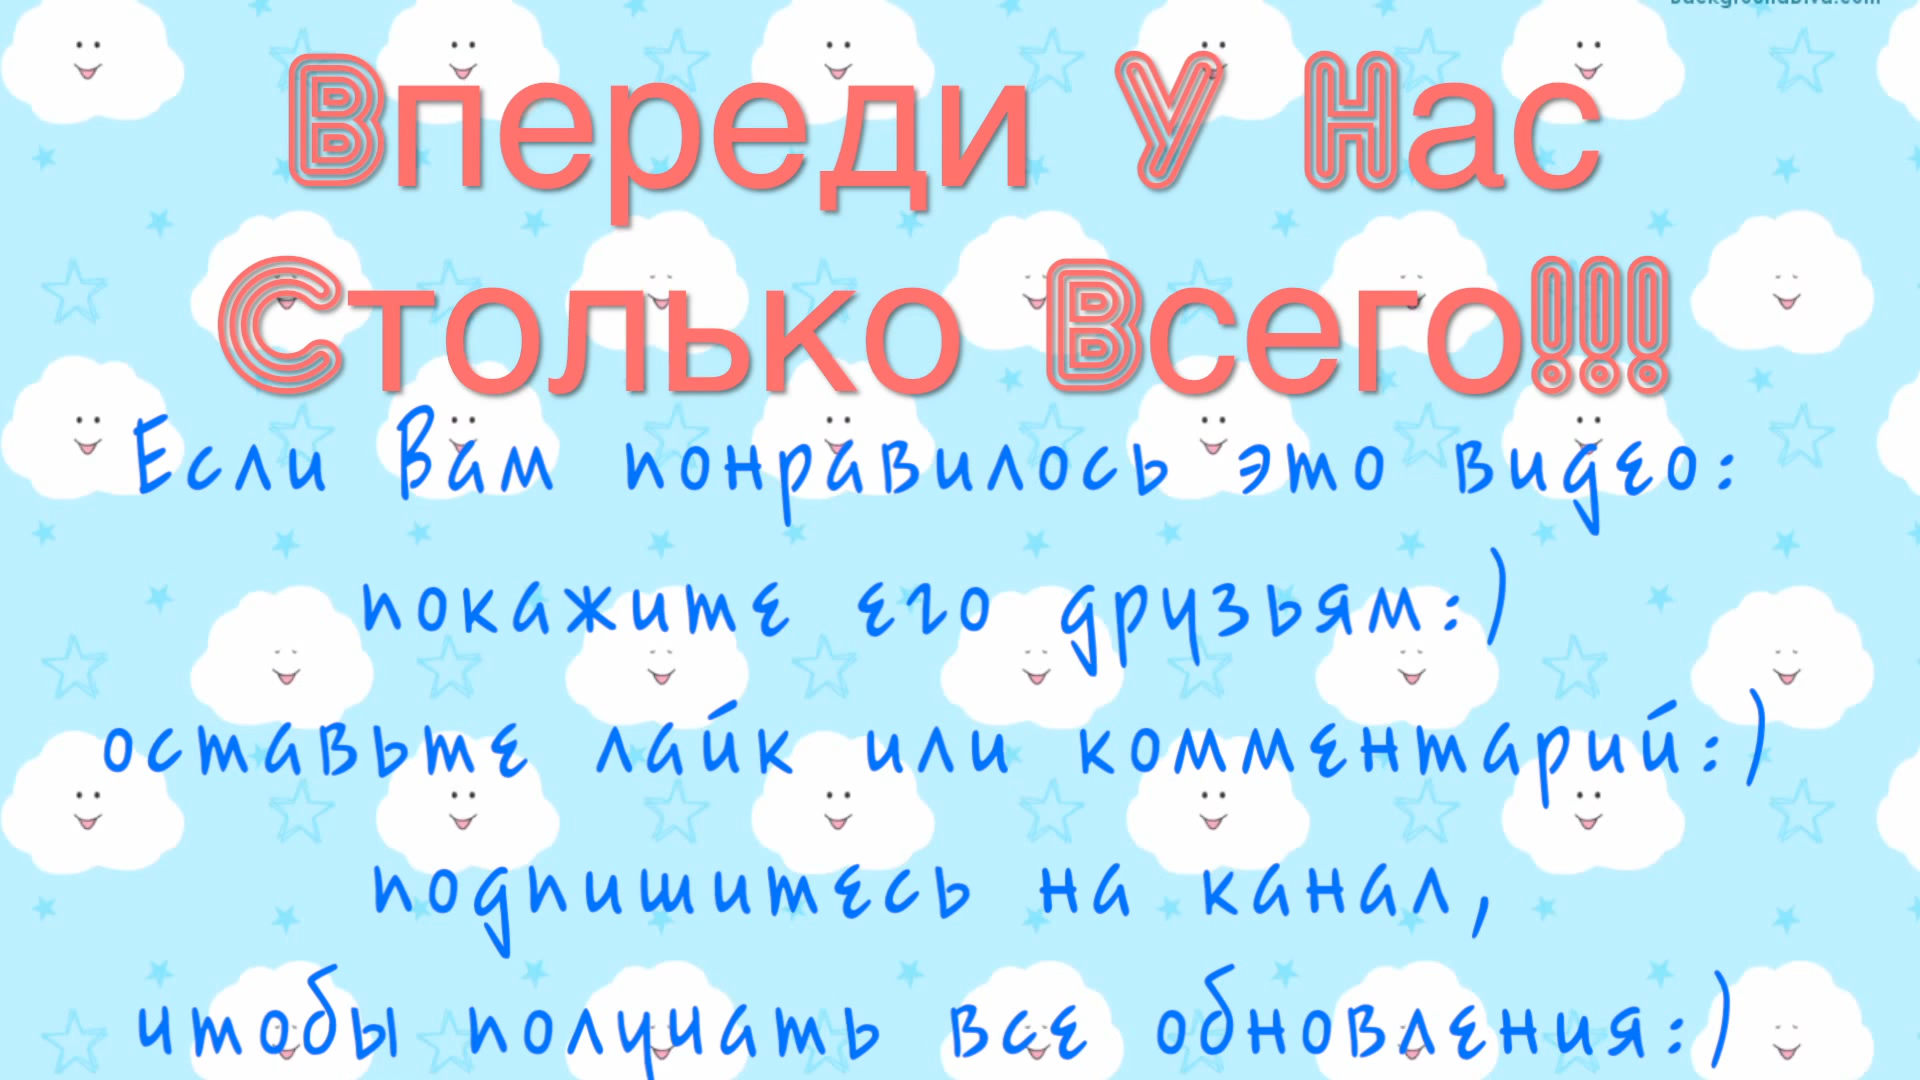 Впереди У Нас
Столько Всего!!!
Если Вам понравилось это видео:
покажите его друзьям:)
оставьте лайк или комментарий:)
подпишитесь на канал,
чтобы получать все обновления:)